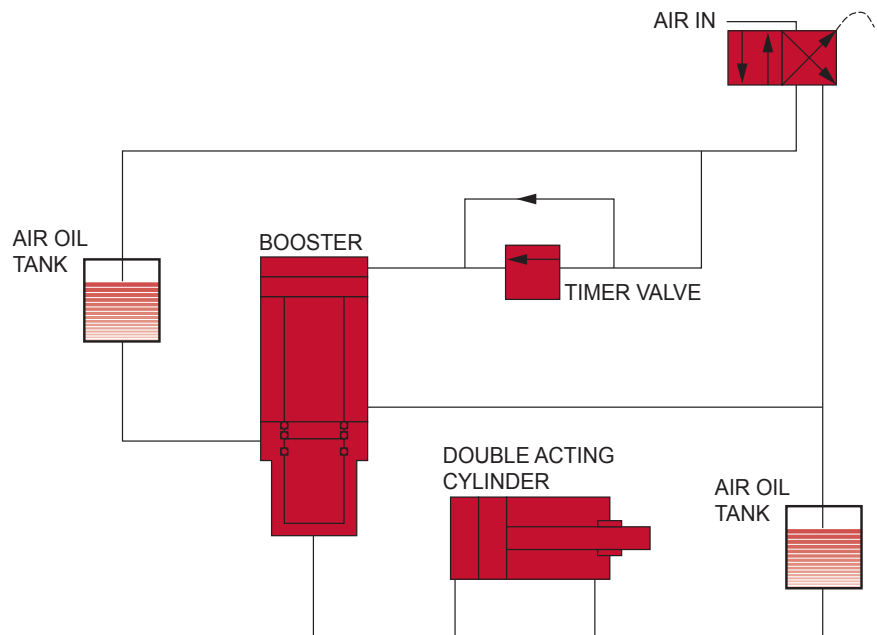 AIR IN
AIR OIL
TANK
BOOSTER
TIMER VALVE
DOUBLE ACTING
CYLINDER
AIR OIL
TANK